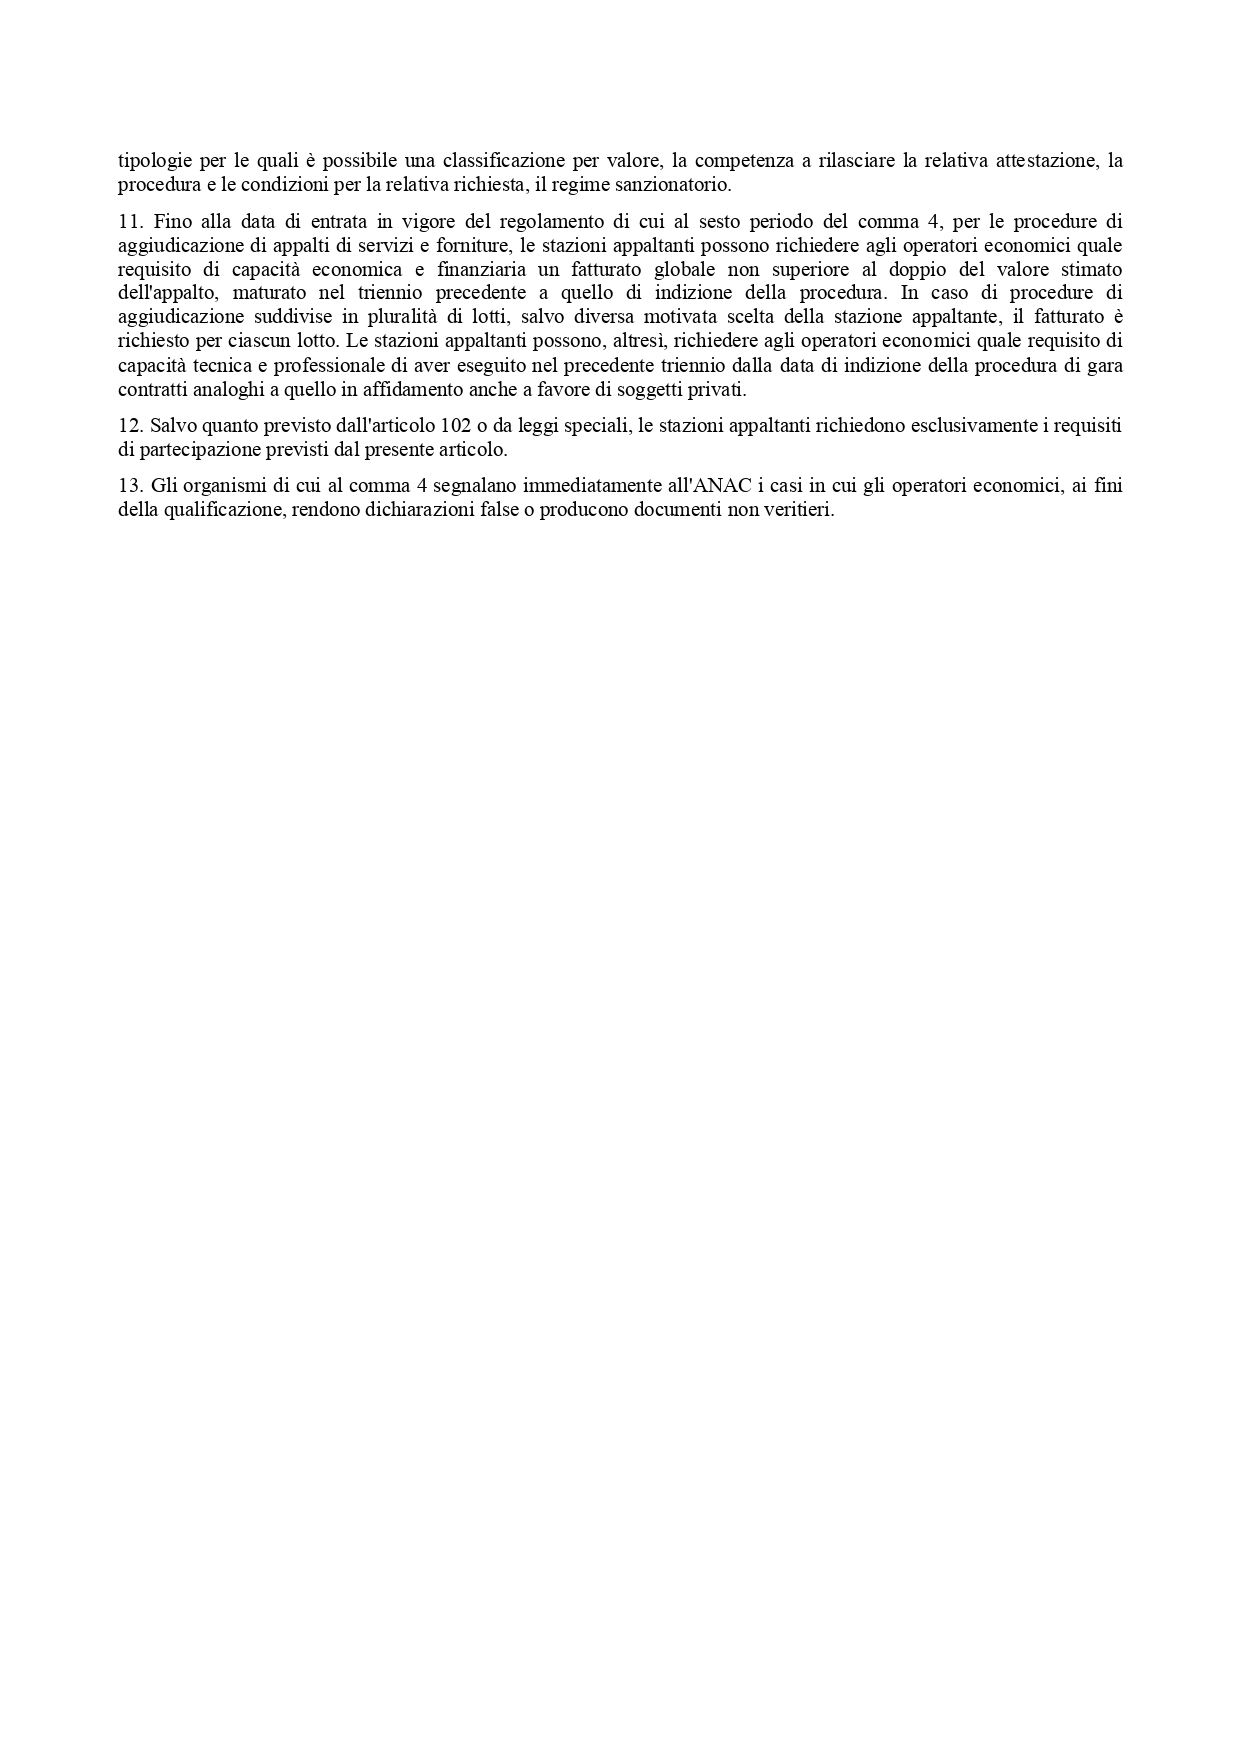 tipologie per le quali è possibile una classificazione per valore, la competenza a rilasciare la relativa attestazione, la
procedura e le condizioni per la relativa richiesta, il regime sanzionatorio.
11. Fino alla data di entrata in vigore del regolamento di cui al sesto periodo del comma 4, per le procedure di
aggiudicazione di appalti di servizi e forniture, le stazioni appaltanti possono richiedere agli operatori economici quale
requisito di capacità economica e finanziaria un fatturato globale non superiore al doppio del valore stimato
dell'appalto, maturato nel triennio precedente a quello di indizione della procedura. In caso di procedure di
aggiudicazione suddivise in pluralità di lotti, salvo diversa motivata scelta della stazione appaltante, il fatturato è
richiesto per ciascun lotto. Le stazioni appaltanti possono, altresì, richiedere agli operatori economici quale requisito di
capacità tecnica e professionale di aver eseguito nel precedente triennio dalla data di indizione della procedura di gara
contratti analoghi a quello in affidamento anche a favore di soggetti privati.
12. Salvo quanto previsto dall'articolo 102 o da leggi speciali, le stazioni appaltanti richiedono esclusivamente i requisiti
di partecipazione previsti dal presente articolo.
13. Gli organismi di cui al comma 4 segnalano immediatamente all'ANAC i casi in cui gli operatori economici, ai fini
della qualificazione, rendono dichiarazioni false o producono documenti non veritieri.